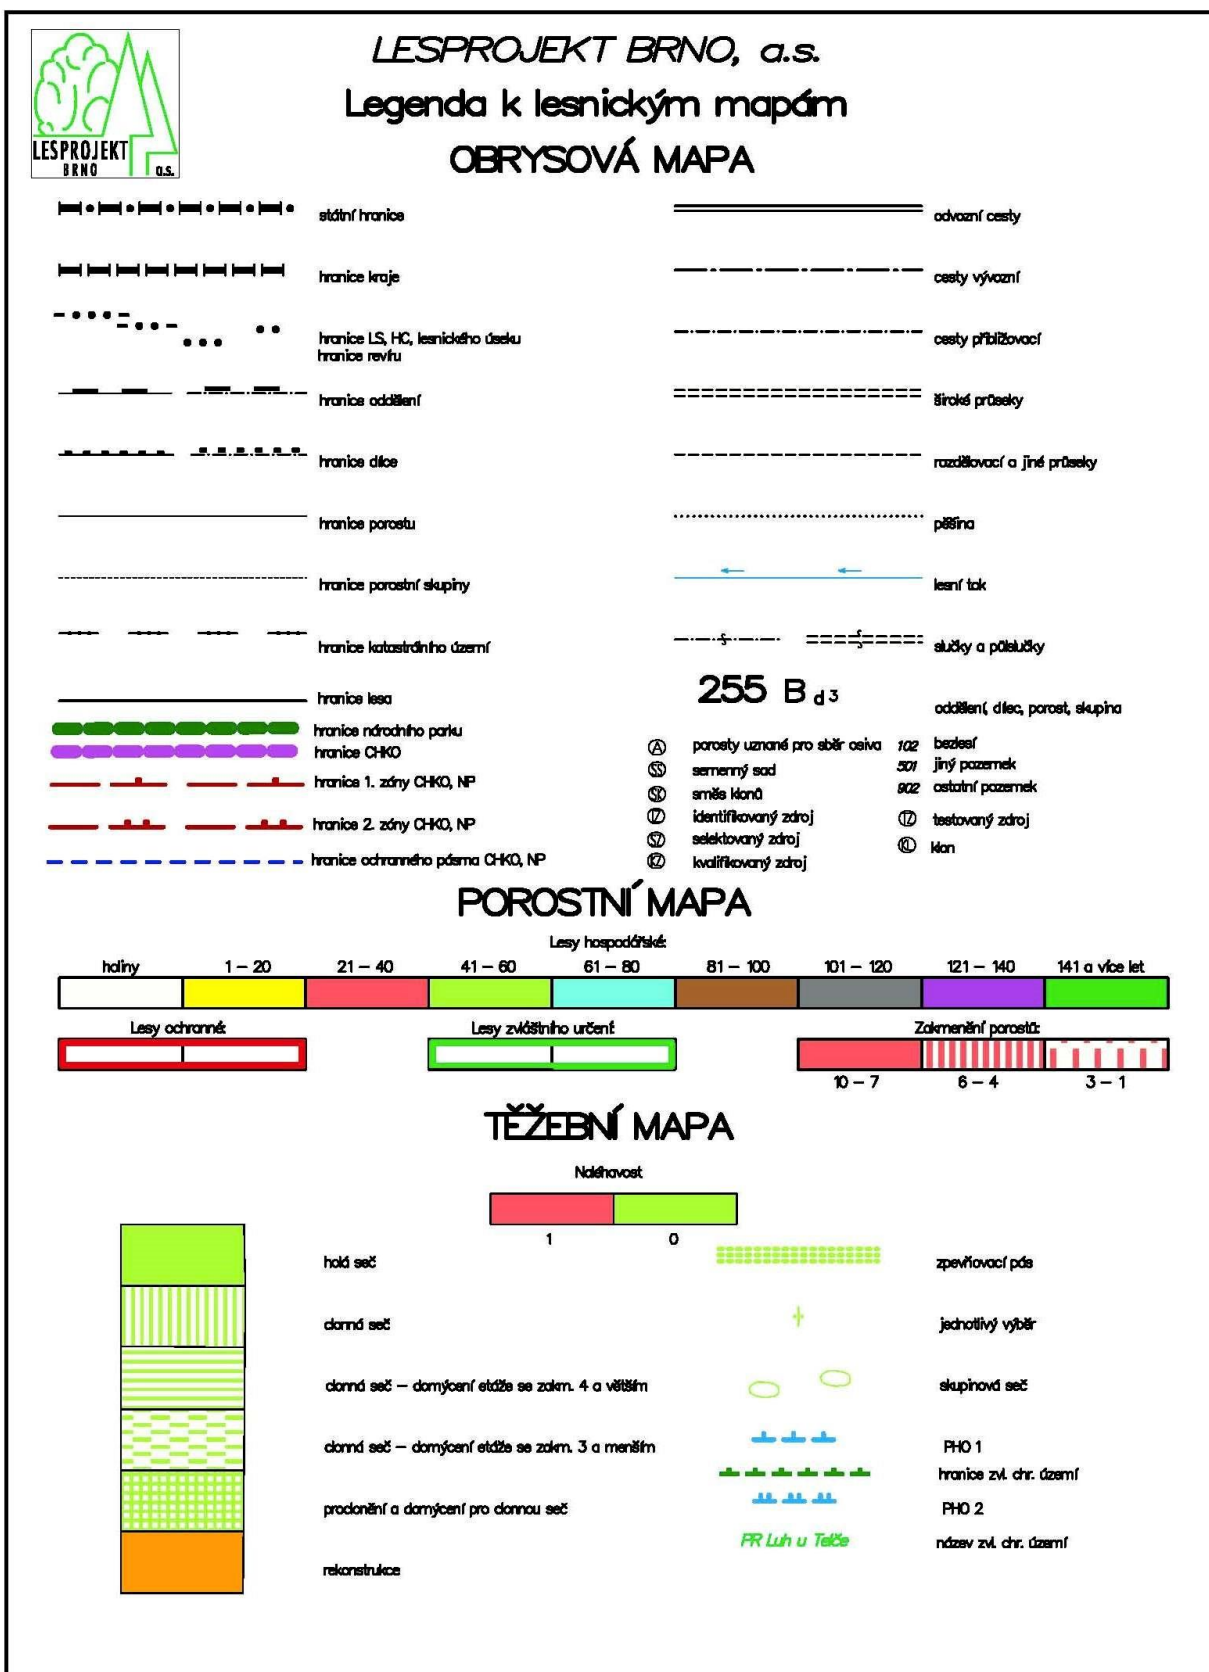 LESPROJEKT
BRNO
a.s.
LESPROJEKT BRNO, a.s.
Legenda k lesnickým mapám
OBRYSOVÁ MAPA
státní hranice
hranice kraje
hranice LS, HC, lesnického úseku
hranice revíru
hranice oddělení
hranice dílce
hranice porostu
hranice porostní skupiny
hranice katastrálního území
hranice lesa
hranice národního parku
hranice CHKO
hranice 1. zóny CHKO, NP
hranice 2. zóny CHKO, NP
hranice ochranného pásma CHKO, NP
odvozní cesty
cesty vývozní
cesty přibližovací
široké průseky
rozdělovací a jiné průseky
pěšina
lesní tok
slučky a půlslučky
255 B d3
oddělení, dílec, porost, skupina
A porosty uznané pro sběr osiva
SS semenný sad
SK směs klonů
IZ identifikovaný zdroj
SZ selektovaný zdroj
KZ kvalifikovaný zdroj
102 bezlesí
501 jiný pozemek
902 ostatní pozemek
TZ testovaný zdroj
KL klon
POROSTNÍ MAPA
Lesy hospodářské:
holiny 1 – 20 21 – 40 41 – 60 61 – 80 81 – 100 101 – 120 121 – 140 141 a více let
Lesy ochranné: Lesy zvláštního určení: Zakmenění porostů:
10 – 7 6 – 4 3 – 1
TĚŽEBNÍ MAPA
Naléhavost
1 0
holá seč
clonná seč
clonná seč – domýcení etáže se zakm. 4 a větším
clonná seč – domýcení etáže se zakm. 3 a menším
proclonění a domýcení pro clonnou seč
rekonstrukce
zpevňovací pás
jednotlivý výběr
skupinová seč
PHO 1
hranice zvl. chr. území
PHO 2
PR Luh u Telče název zvl. chr. území